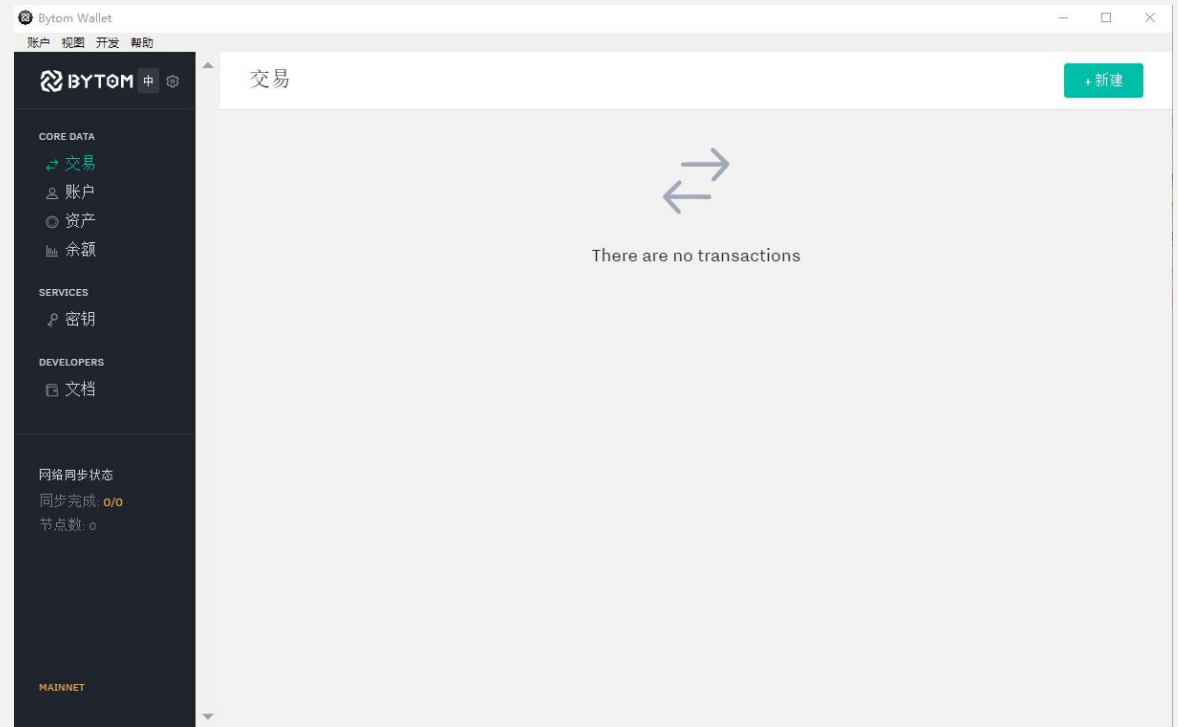 Bytom Wallet
账户 视图 开发 帮助
BYTOM 中
交易
+新建
CORE DATA
交易
账户
资产
余额
SERVICES
密钥
DEVELOPERS
文档
网络同步状态
同步完成: 0/0
节点数: 0
MAINNET
There are no transactions